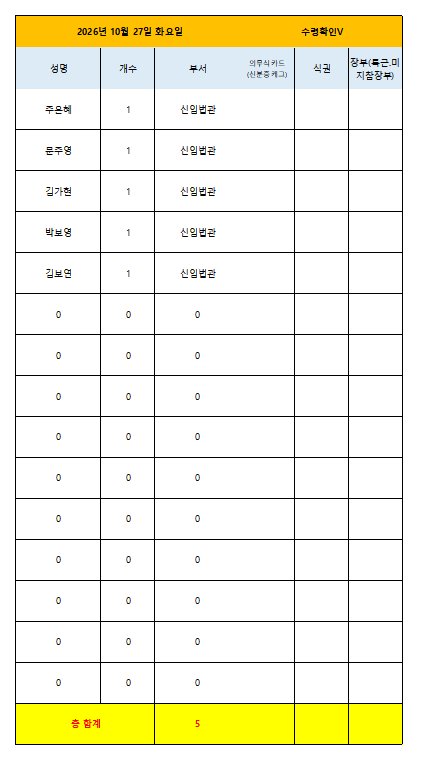 2026년 10월 27일 화요일 수령확인V
성명 개수 부서 의무식카드 (신분증 태그) 식권 장부(특근.미지참장부)
주은혜 1 신임법관
문주영 1 신임법관
김가현 1 신임법관
박보영 1 신임법관
김보연 1 신임법관
0 0 0
0 0 0
0 0 0
0 0 0
0 0 0
0 0 0
0 0 0
0 0 0
0 0 0
0 0 0
총 합계 5